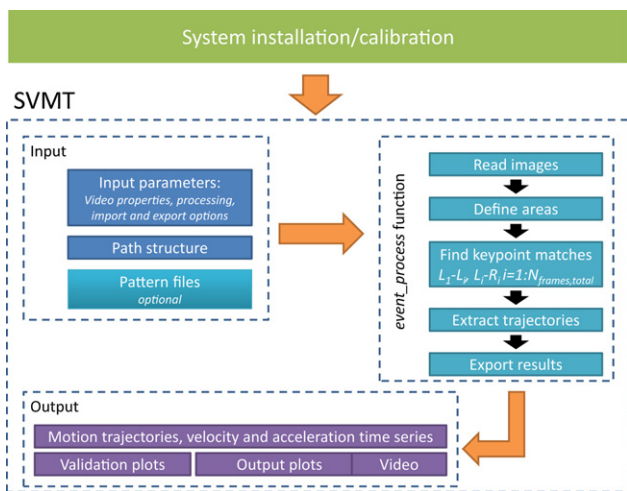 System installation/calibration
SVMT
Input
Input parameters:
Video properties, processing,
import and export options
Path structure
Pattern files
optional
event_process function
Read images
Define areas
Find keypoint matches
L₁-Lᵢ, Lᵢ-Rᵢ i=1:N_frames,total
Extract trajectories
Export results
Output
Motion trajectories, velocity and acceleration time series
Validation plots
Output plots
Video